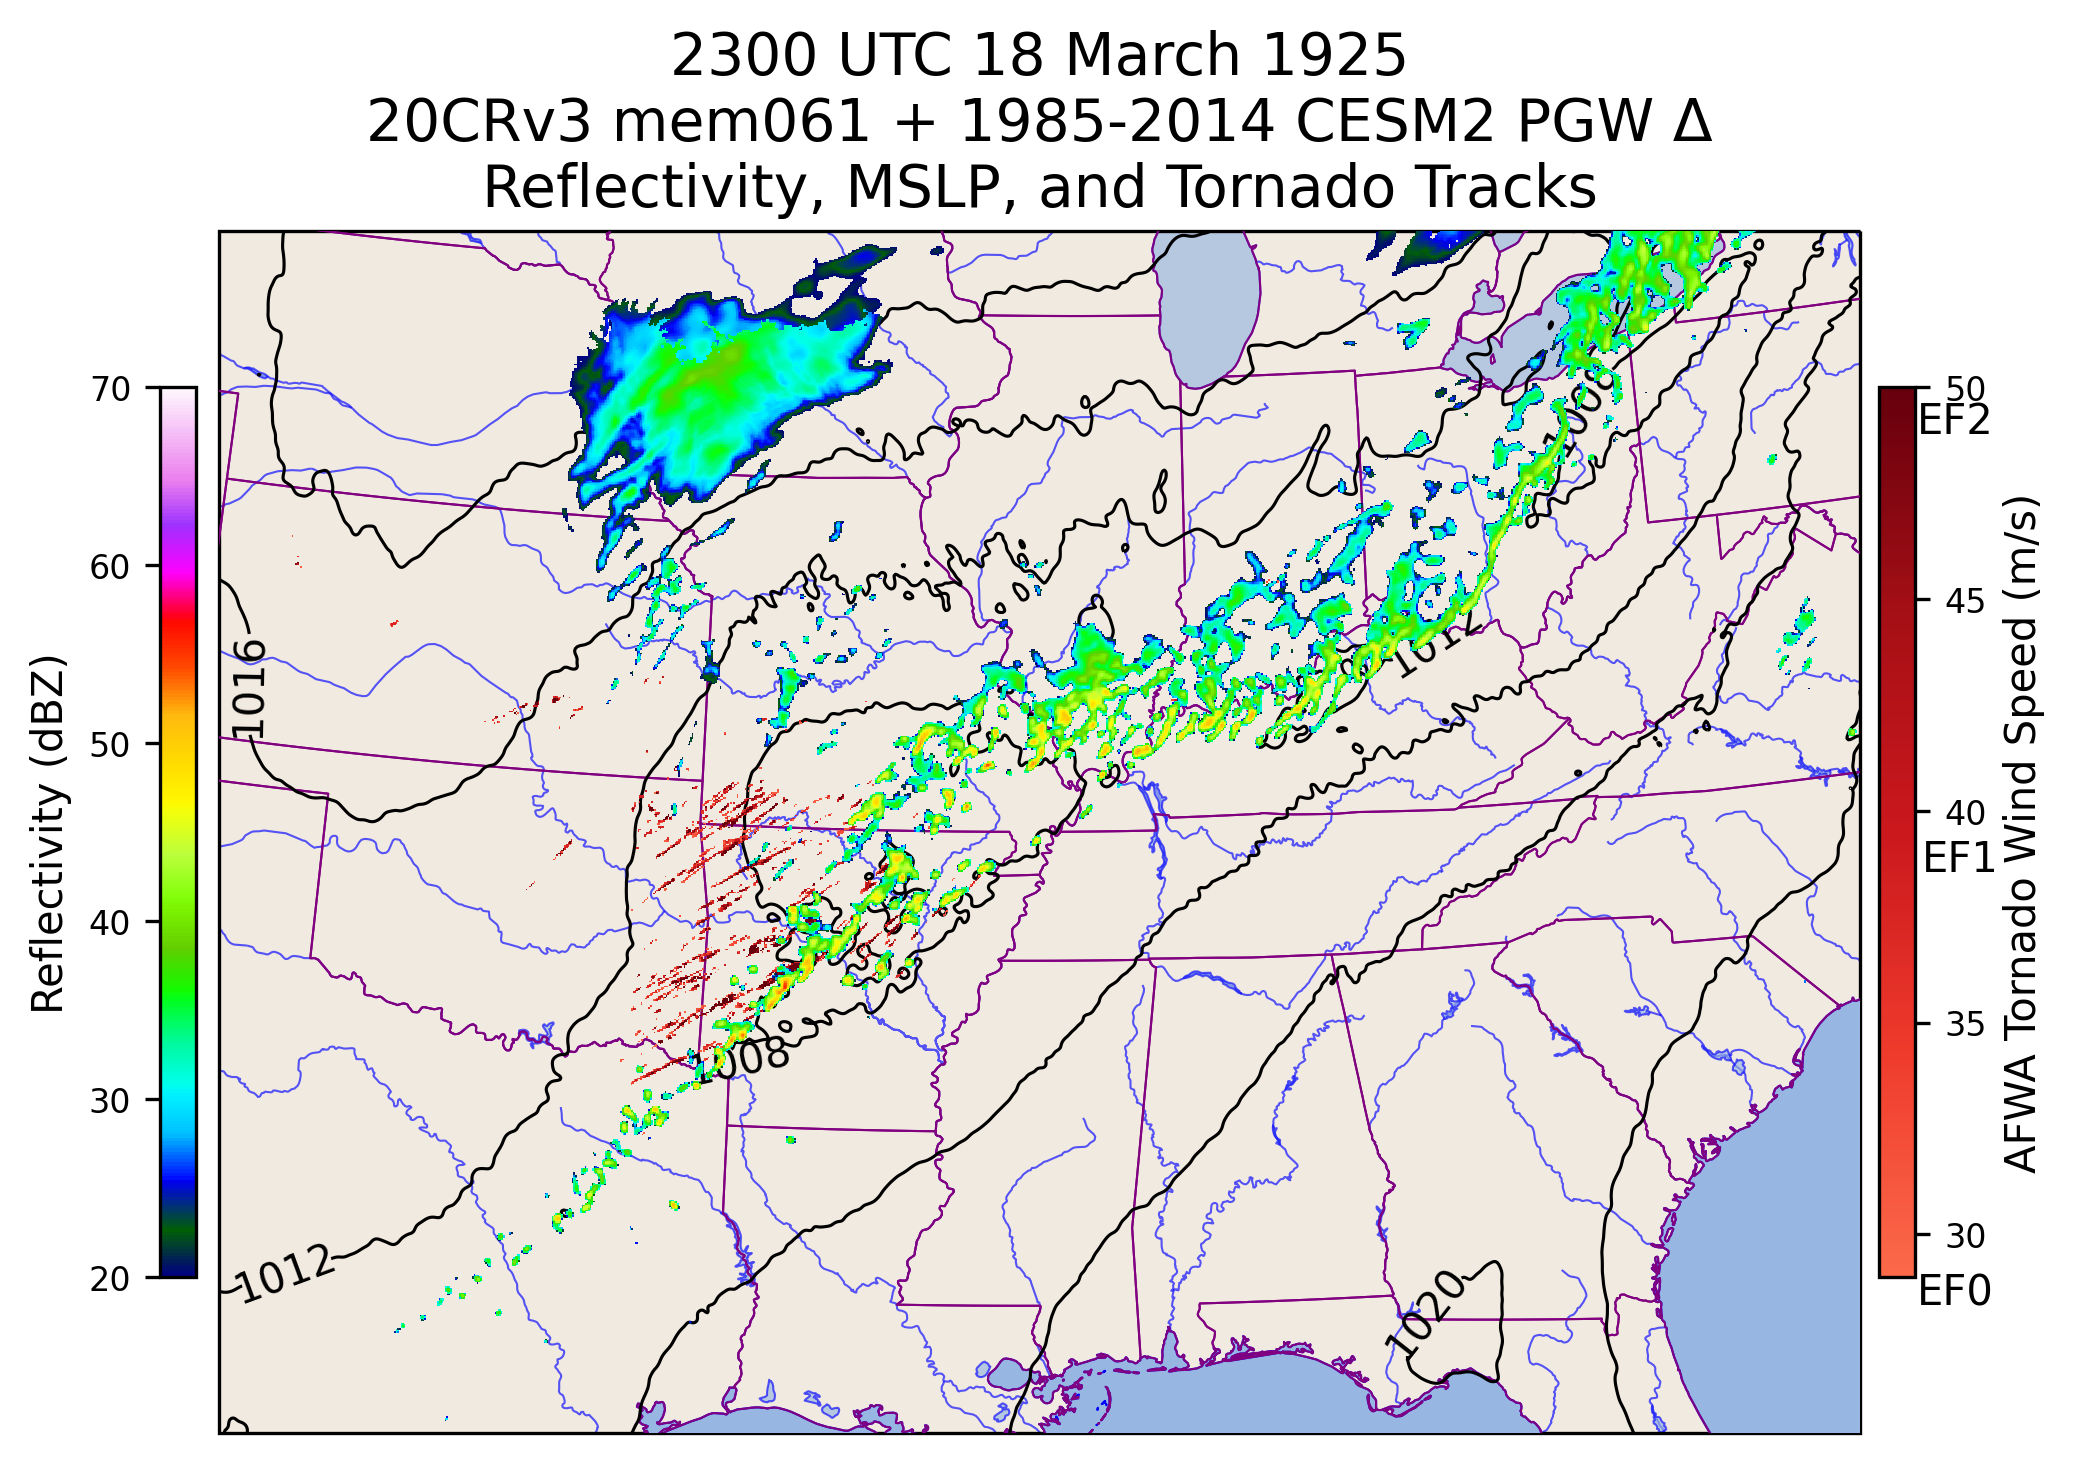 2300 UTC 18 March 1925
20CRv3 mem061 + 1985-2014 CESM2 PGW Δ
Reflectivity, MSLP, and Tornado Tracks
70
60
50
40
30
20
Reflectivity (dBZ)
1016
1012
1008
1008
1012
1020
50
EF2
45
40
EF1
35
30
EF0
AFWA Tornado Wind Speed (m/s)